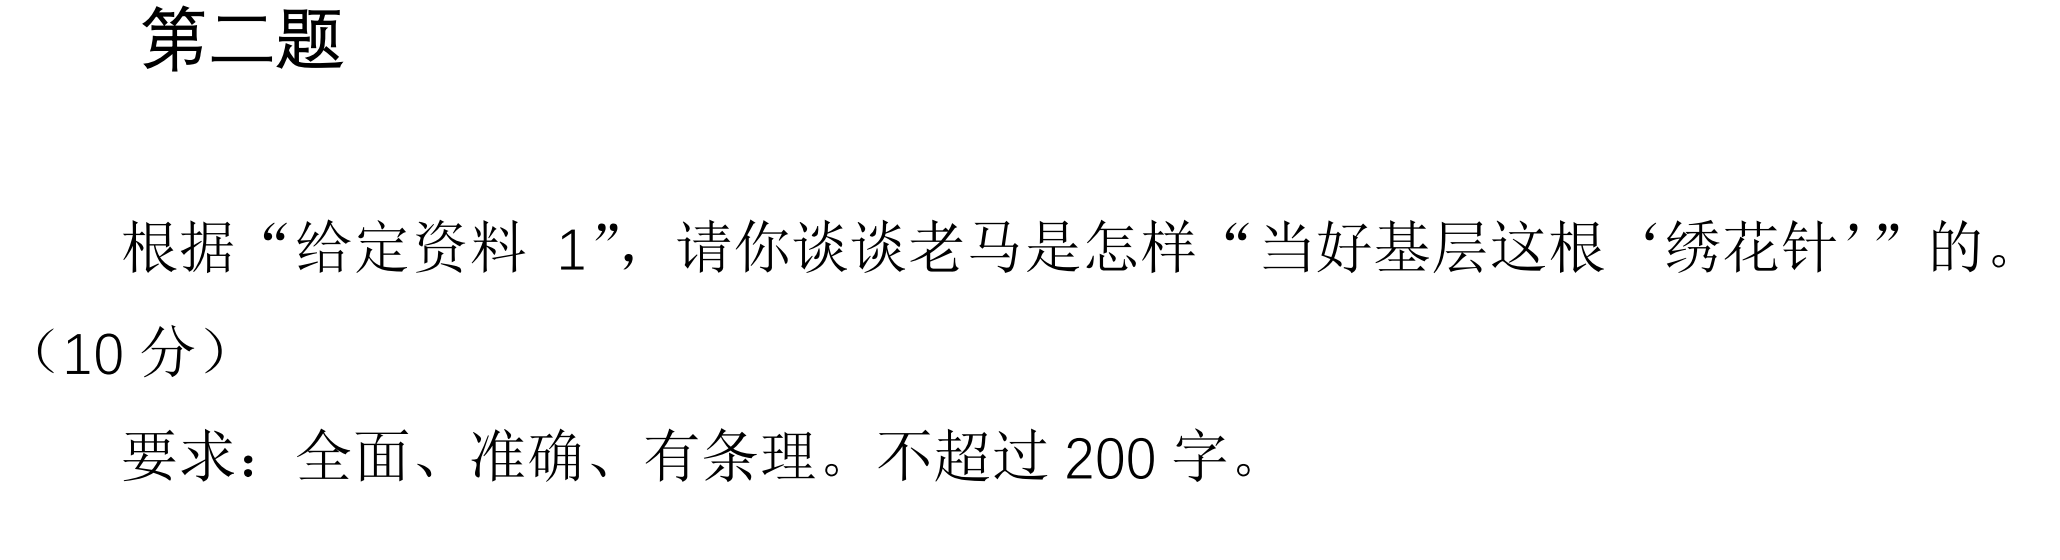 第二题
根据“给定资料 1”，请你谈谈老马是怎样“当好基层这根‘绣花针’”的。
（10 分）
要求：全面、准确、有条理。不超过 200 字。